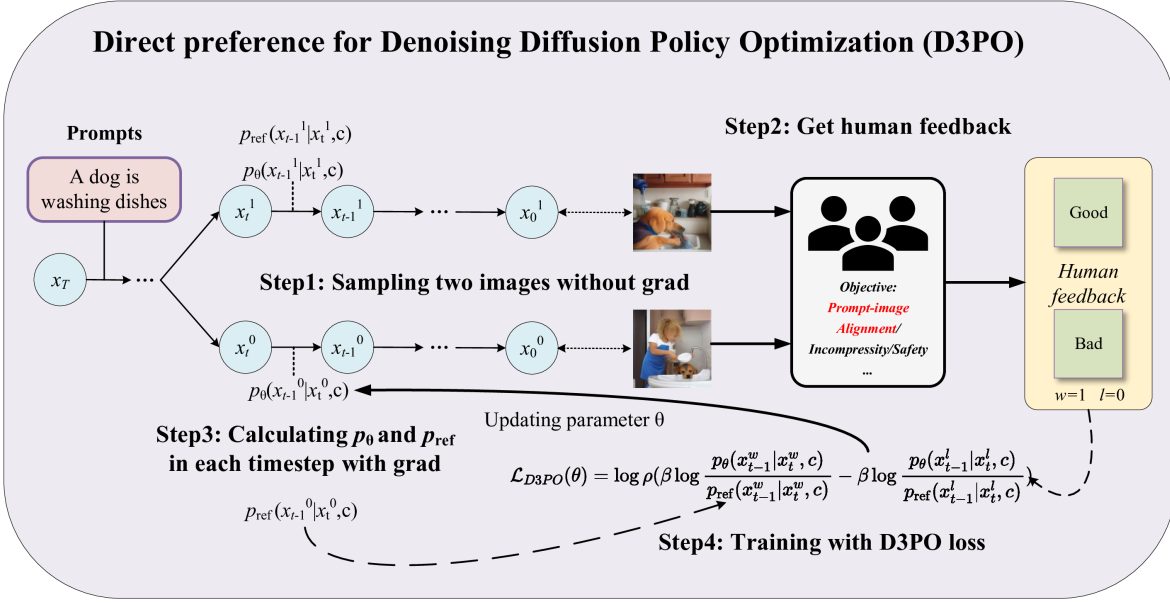 Direct preference for Denoising Diffusion Policy Optimization (D3PO)
Prompts
A dog is
washing dishes
p_ref(x_{t-1}^1|x_t^1,c)
p_θ(x_{t-1}^1|x_t^1,c)
x_T
...
x_t^1
x_{t-1}^1
...
x_0^1
Step1: Sampling two images without grad
x_t^0
x_{t-1}^0
...
x_0^0
p_θ(x_{t-1}^0|x_t^0,c)
Step2: Get human feedback
Objective:
Prompt-image
Alignment/
Incompressity/Safety
...
Good
Human
feedback
Bad
w=1 l=0
Updating parameter θ
Step3: Calculating p_θ and p_ref
in each timestep with grad
p_ref(x_{t-1}^0|x_t^0,c)
\mathcal{L}_{D3PO}(θ) = log ρ(β log \frac{p_θ(x_{t-1}^w|x_t^w, c)}{p_ref(x_{t-1}^w|x_t^w, c)} − β log \frac{p_θ(x_{t-1}^l|x_t^l, c)}{p_ref(x_{t-1}^l|x_t^l, c)})
Step4: Training with D3PO loss